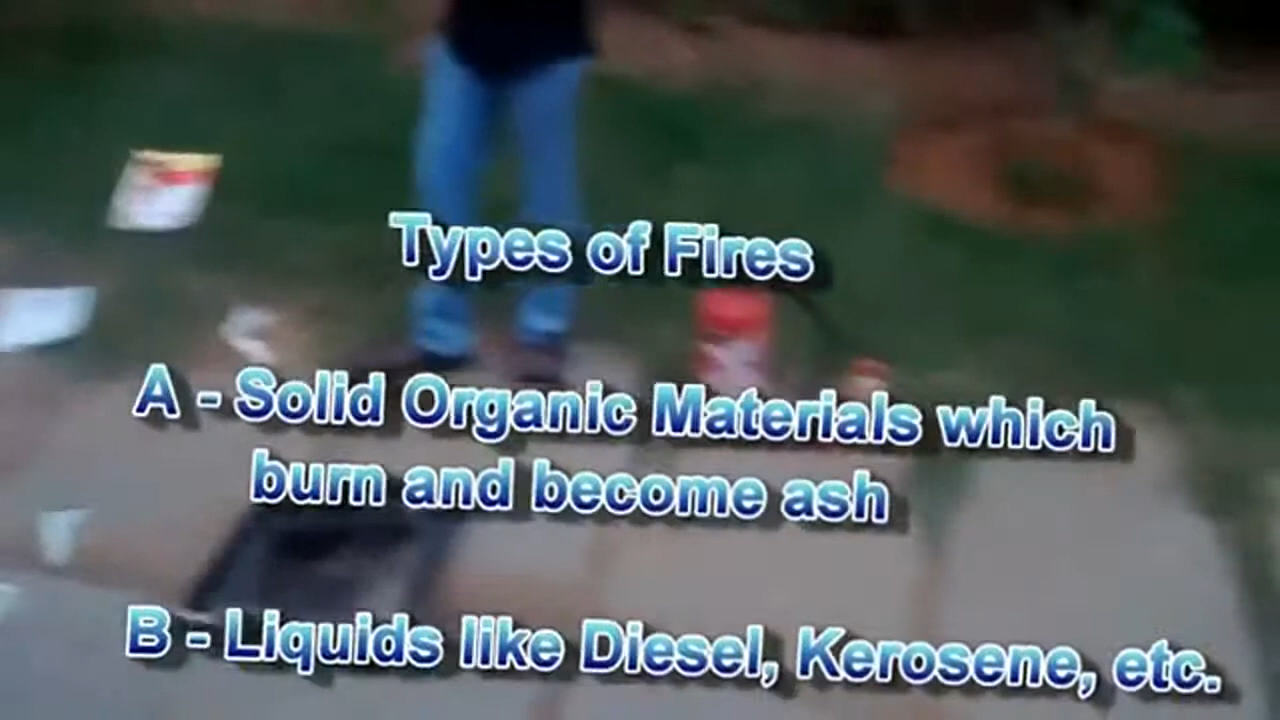 Types of Fires
A - Solid Organic Materials which
burn and become ash
B - Liquids like Diesel, Kerosene, etc.